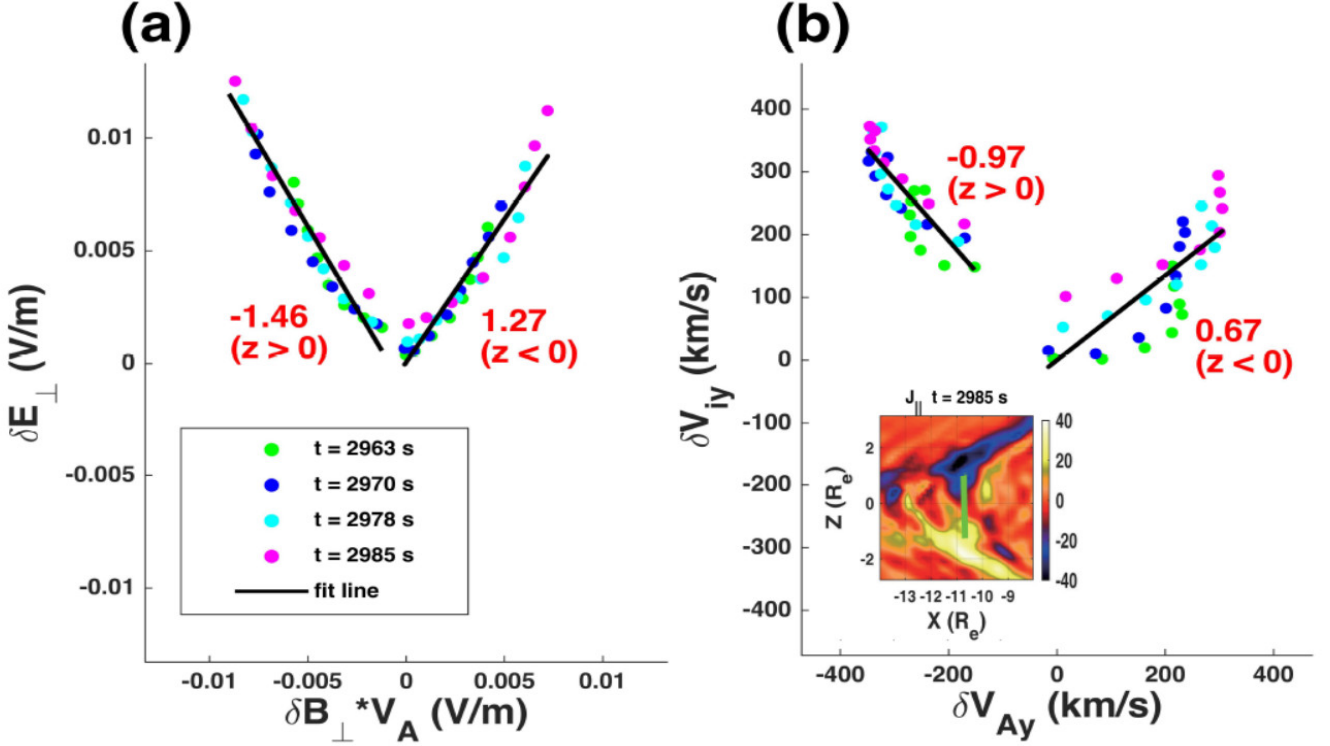 (a)
0.01
0.005
0
-0.005
-0.01
δE⊥ (V/m)
-1.46
(z > 0)
1.27
(z < 0)
t = 2963 s
t = 2970 s
t = 2978 s
t = 2985 s
fit line
-0.01 -0.005 0 0.005 0.01
δB⊥*VA (V/m)
(b)
400
300
200
100
0
-100
-200
-300
-400
δViy (km/s)
-0.97
(z > 0)
0.67
(z < 0)
J|| t = 2985 s
2
0
-2
Z (Re)
40
20
0
-20
-40
-13 -12 -11 -10 -9
X (Re)
-400 -200 0 200 400
δVAy (km/s)